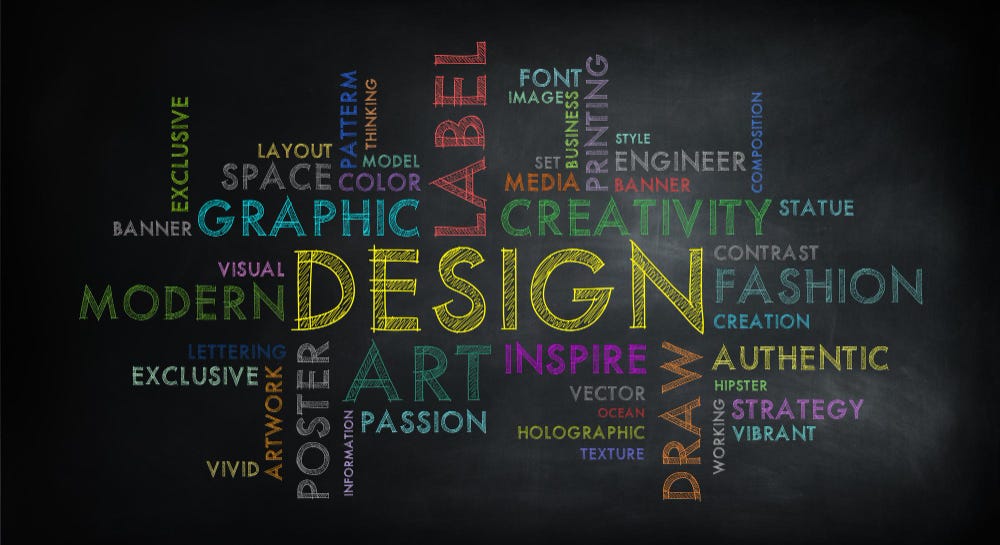 LABEL
FONT
IMAGES
BUSINESS
PRINTING
EXCLUSIVE
PATTERM
THINKING
LAYOUT
MODEL
SPACE
COLOR
SET
STYLE
ENGINEER
MEDIA
BANNER
COMPOSITION
BANNER
GRAPHIC
CREATIVITY
STATUE
VISUAL
MODERN
DESIGN
CONTRAST
FASHION
CREATION
LETTERING
EXCLUSIVE
ARTWORK
VIVID
POSTER
INFORMATION
ART
PASSION
INSPIRE
VECTOR
OCEAN
HOLOGRAPHIC
TEXTURE
DRAW
WORKING
AUTHENTIC
HIPSTER
STRATEGY
VIBRANT